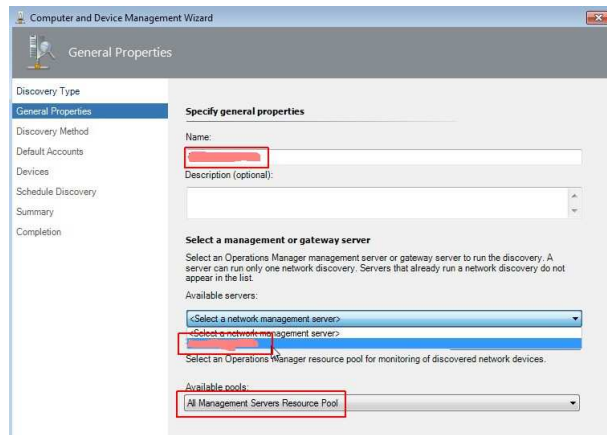 Computer and Device Management Wizard
General Properties
Discovery Type
General Properties
Discovery Method
Default Accounts
Devices
Schedule Discovery
Summary
Completion
Specify general properties
Name:
Description (optional):
Select a management or gateway server
Select an Operations Manager management server or gateway server to run the discovery. A
server can run only one network discovery. Servers that already run a network discovery do not
appear in the list.
Available servers:
<Select a network management server>
<Select a network management server>
Select an Operations Manager resource pool for monitoring of discovered network devices.
Available pools:
All Management Servers Resource Pool